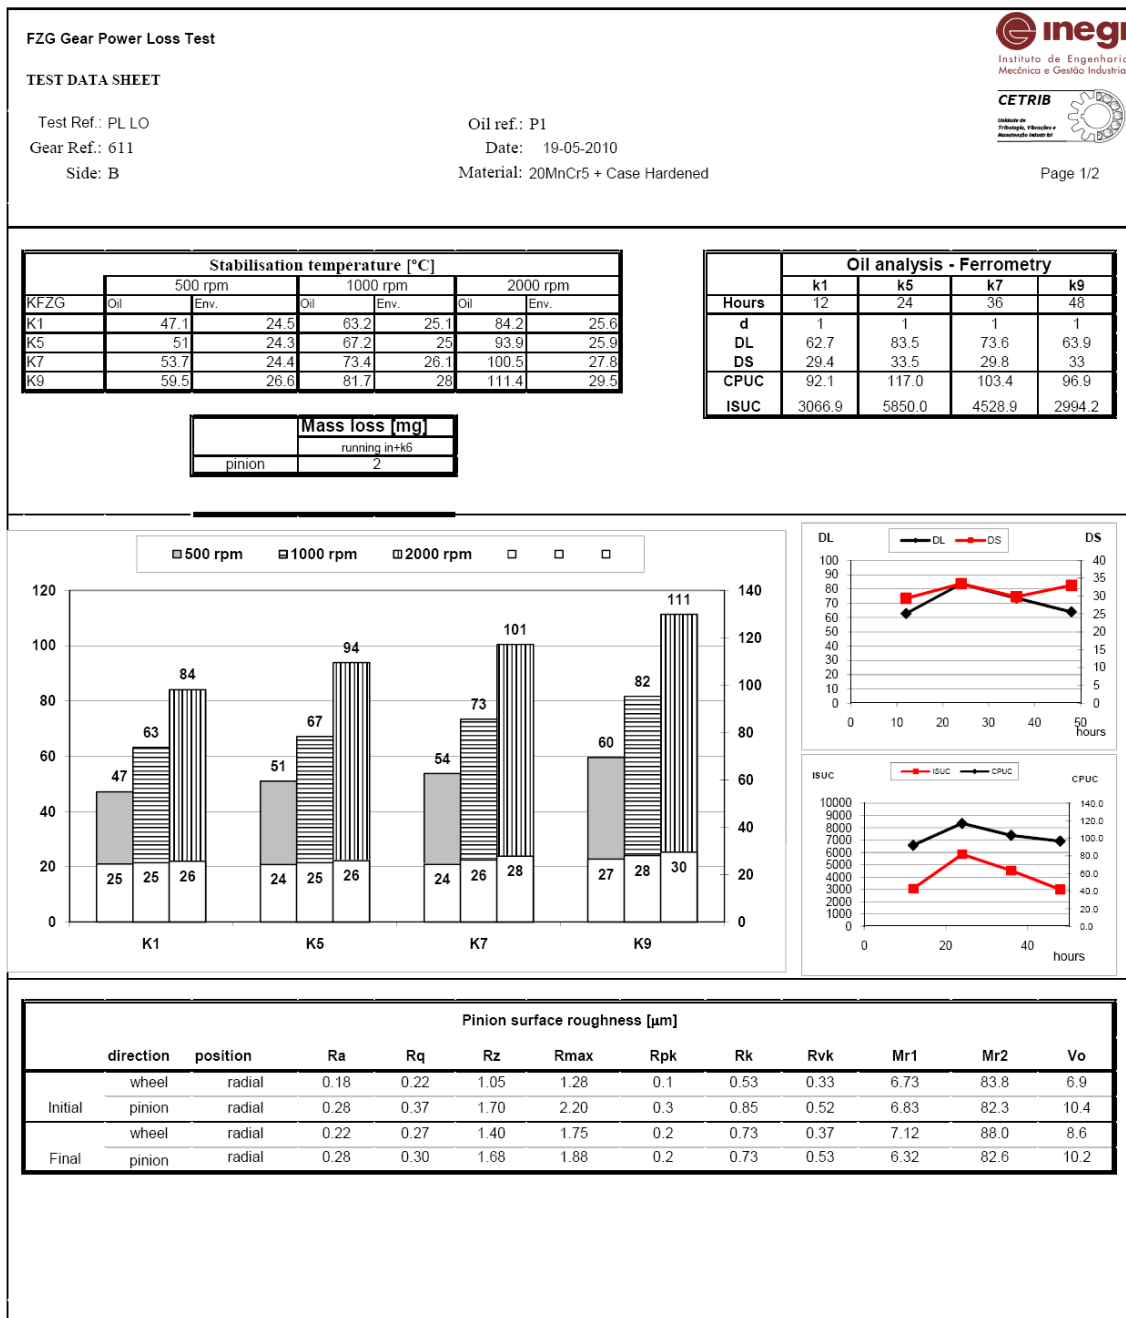 FZG Gear Power Loss Test
inegi
Instituto de Engenharia
Mecânica e Gestão Industrial
TEST DATA SHEET
CETRIB
Unidade de
Tribologia, Vibrações e
Manutenção Industrial
Test Ref.: PL LO Oil ref.: P1
Gear Ref.: 611 Date: 19-05-2010
Side: B Material: 20MnCr5 + Case Hardened Page 1/2
Stabilisation temperature [°C]
500 rpm 1000 rpm 2000 rpm
KFZG Oil Env. Oil Env. Oil Env.
K1 47.1 24.5 63.2 25.1 84.2 25.6
K5 51 24.3 67.2 25 93.9 25.9
K7 53.7 24.4 73.4 26.1 100.5 27.8
K9 59.5 26.6 81.7 28 111.4 29.5
Oil analysis - Ferrometry
k1 k5 k7 k9
Hours 12 24 36 48
d 1 1 1 1
DL 62.7 83.5 73.6 63.9
DS 29.4 33.5 29.8 33
CPUC 92.1 117.0 103.4 96.9
ISUC 3066.9 5850.0 4528.9 2994.2
Mass loss [mg]
running in+k6
pinion 2
500 rpm 1000 rpm 2000 rpm
120 100 80 60 40 20 0
140 120 100 80 60 40 20 0
47 63 84 51 67 94 54 73 101 60 82 111
25 25 26 24 25 26 24 26 28 27 28 30
K1 K5 K7 K9
DL DS
DL DS
100 90 80 70 60 50 40 30 20 10 0
40 35 30 25 20 15 10 5 0
0 10 20 30 40 50
hours
ISUC CPUC
ISUC CPUC
10000 9000 8000 7000 6000 5000 4000 3000 2000 1000 0
140.0 120.0 100.0 80.0 60.0 40.0 20.0 0.0
0 20 40
hours
Pinion surface roughness [µm]
direction position Ra Rq Rz Rmax Rpk Rk Rvk Mr1 Mr2 Vo
wheel radial 0.18 0.22 1.05 1.28 0.1 0.53 0.33 6.73 83.8 6.9
Initial pinion radial 0.28 0.37 1.70 2.20 0.3 0.85 0.52 6.83 82.3 10.4
wheel radial 0.22 0.27 1.40 1.75 0.2 0.73 0.37 7.12 88.0 8.6
Final pinion radial 0.28 0.30 1.68 1.88 0.2 0.73 0.53 6.32 82.6 10.2